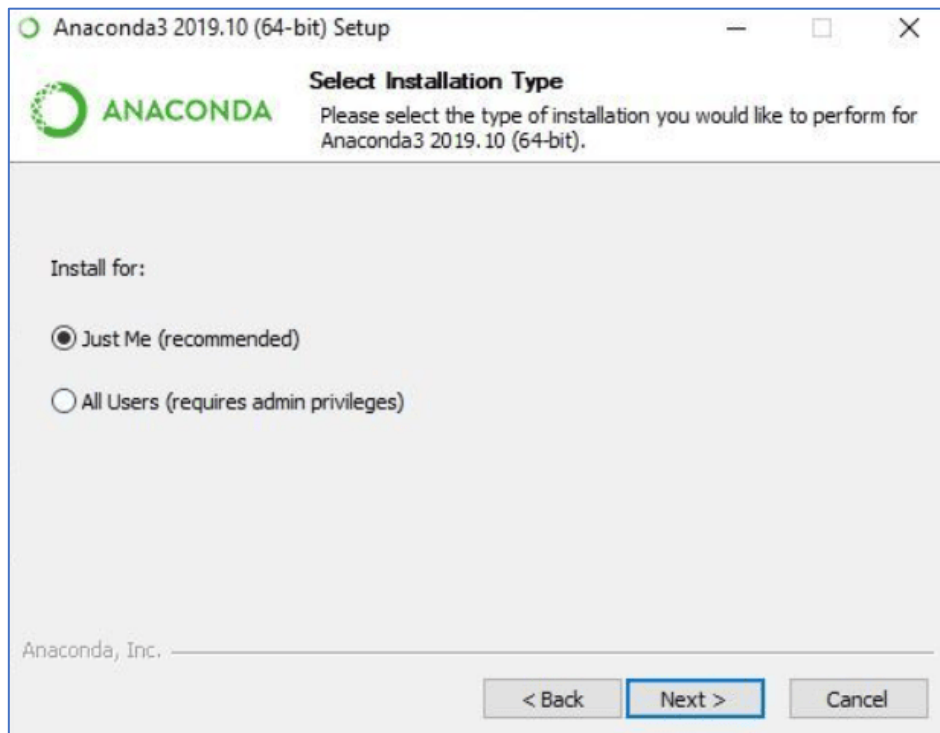 Anaconda3 2019.10 (64-bit) Setup
ANACONDA
Select Installation Type
Please select the type of installation you would like to perform for
Anaconda3 2019.10 (64-bit).
Install for:
Just Me (recommended)
All Users (requires admin privileges)
Anaconda, Inc.
< Back Next > Cancel